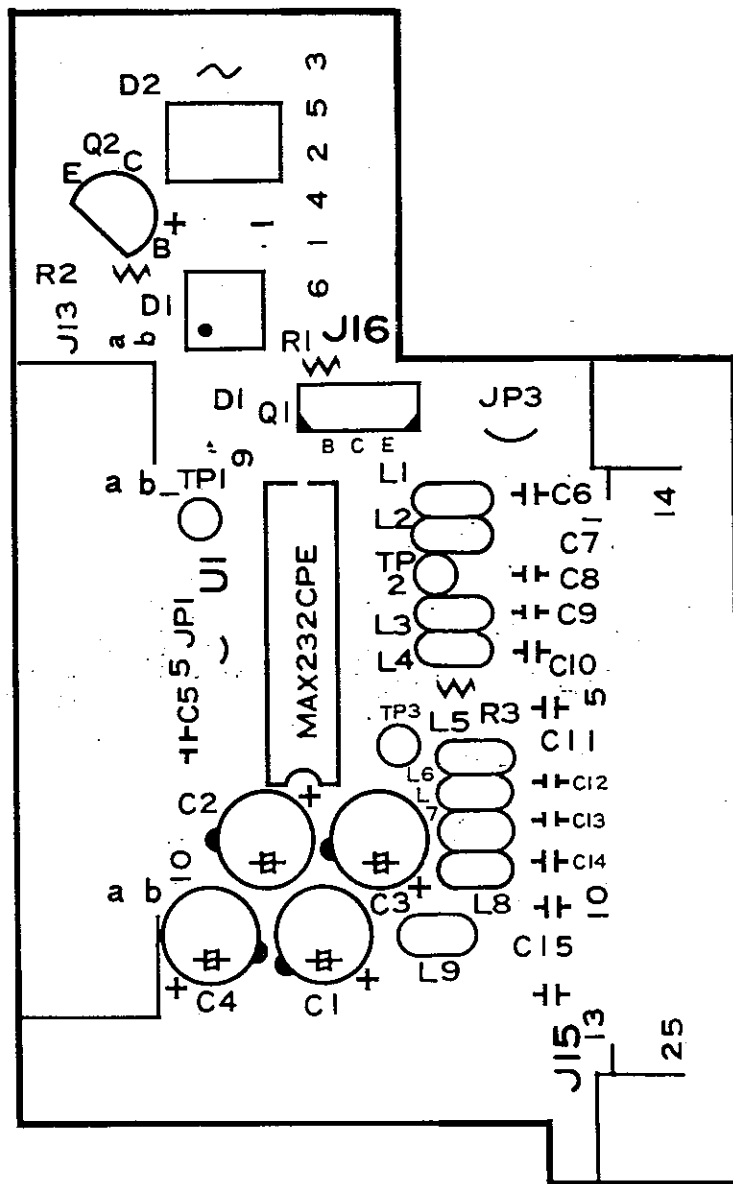 3
D2
5
Q2
C
E
2
4
+ −
B
1
R2
6
D1
J13
a b
R1
J16
D1
Q1
JP3
B C E
9
L1
a b
TP1
C6
14
L2
1
C7
U1
TP
2
C8
MAX232CPE
JP1
L3
C9
L4
C10
5
5
C5
TP3
L5
R3
C11
L6
C12
L
7
+
C2
C13
C14
10
a b
+
C3
L8
10
C15
L9
+
C4
+
C1
13
25
J15